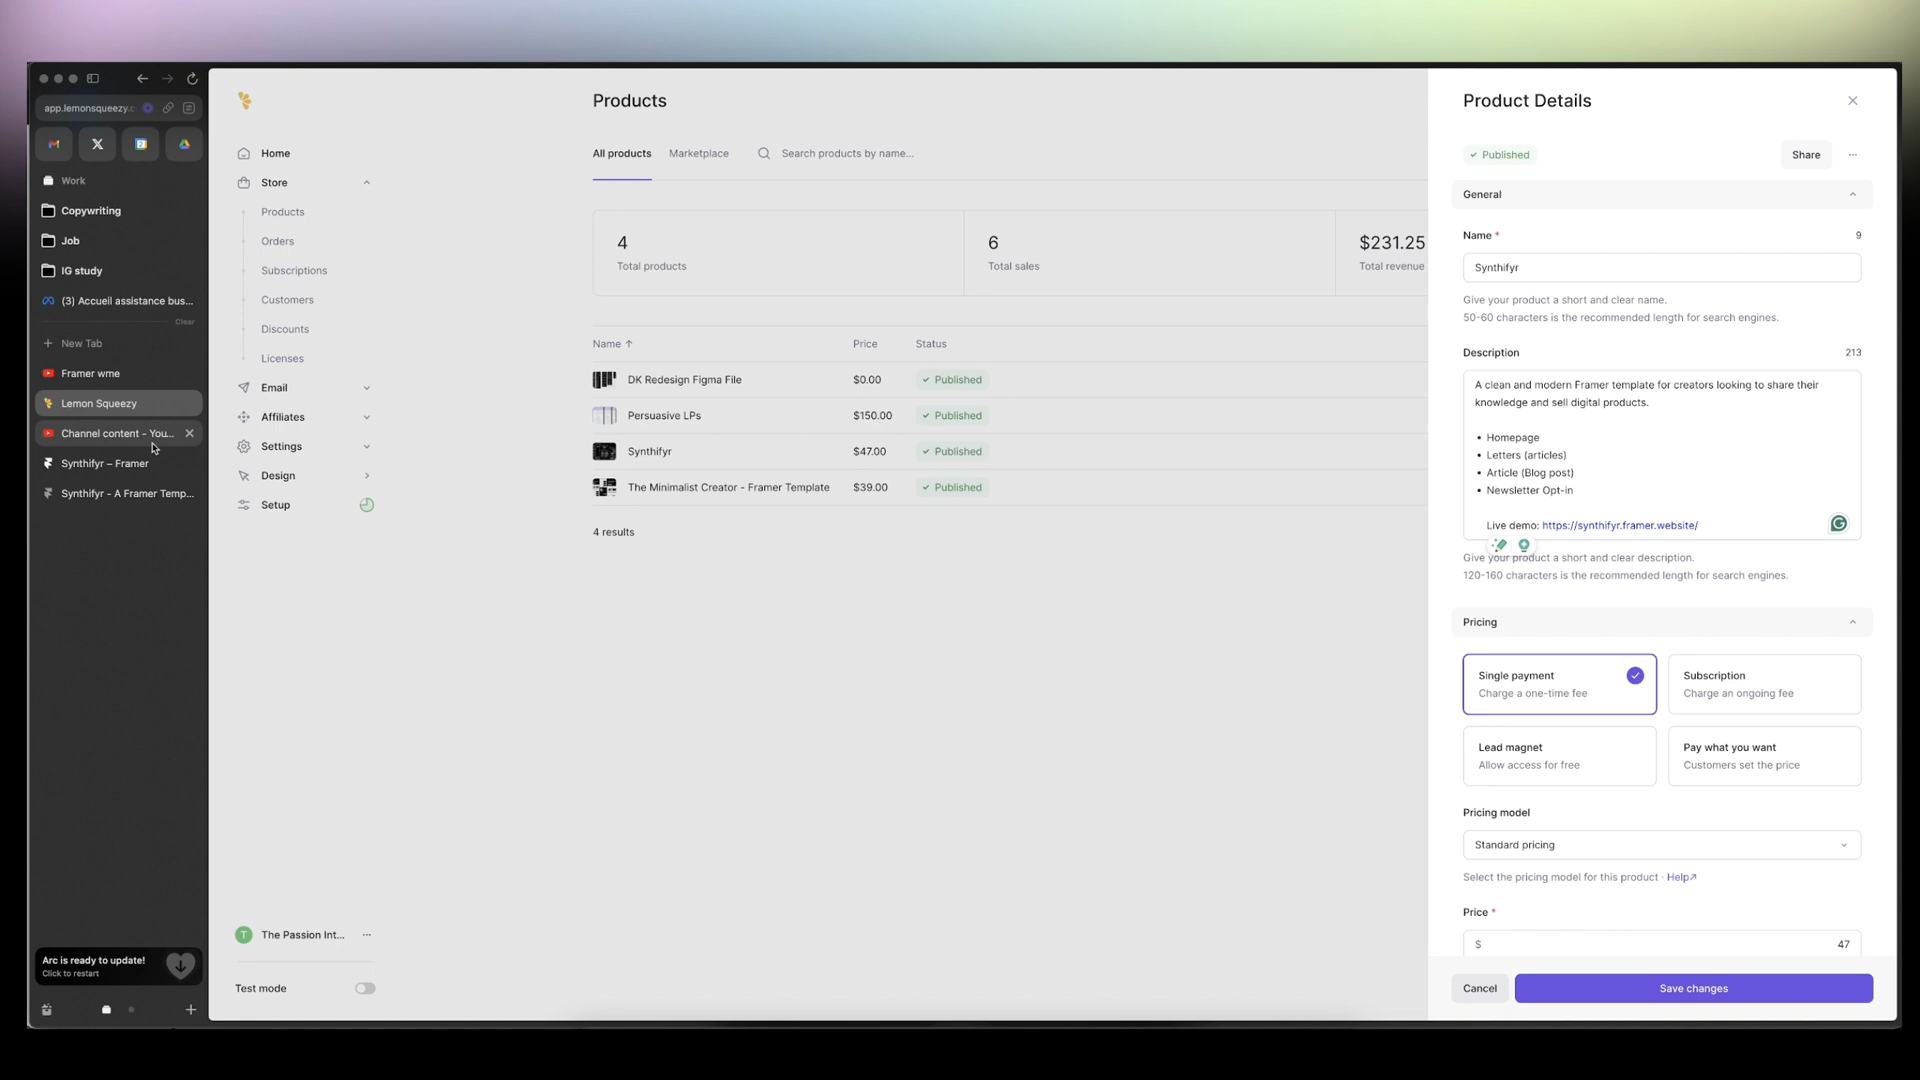 app.lemonsqueezy.c
Work
Copywriting
Job
IG study
(3) Accueil assistance bus...
Clear
New Tab
Framer wme
Lemon Squeezy
Channel content - You...
Synthifyr – Framer
Synthifyr - A Framer Temp...
Arc is ready to update!
Click to restart
Home
Store
Products
Orders
Subscriptions
Customers
Discounts
Licenses
Email
Affiliates
Settings
Design
Setup
T The Passion Int...
Test mode
Products
All products Marketplace Search products by name...
4
Total products
6
Total sales
$231.25
Total revenue
Name ↑ Price Status
DK Redesign Figma File $0.00 Published
Persuasive LPs $150.00 Published
Synthifyr $47.00 Published
The Minimalist Creator - Framer Template $39.00 Published
4 results
Product Details
Published Share
General
Name * 9
Synthifyr
Give your product a short and clear name.
50-60 characters is the recommended length for search engines.
Description 213
A clean and modern Framer template for creators looking to share their
knowledge and sell digital products.
• Homepage
• Letters (articles)
• Article (Blog post)
• Newsletter Opt-in
Live demo: https://synthifyr.framer.website/
Give your product a short and clear description.
120-160 characters is the recommended length for search engines.
Pricing
Single payment
Charge a one-time fee
Subscription
Charge an ongoing fee
Lead magnet
Allow access for free
Pay what you want
Customers set the price
Pricing model
Standard pricing
Select the pricing model for this product · Help↗
Price *
$ 47
Cancel Save changes